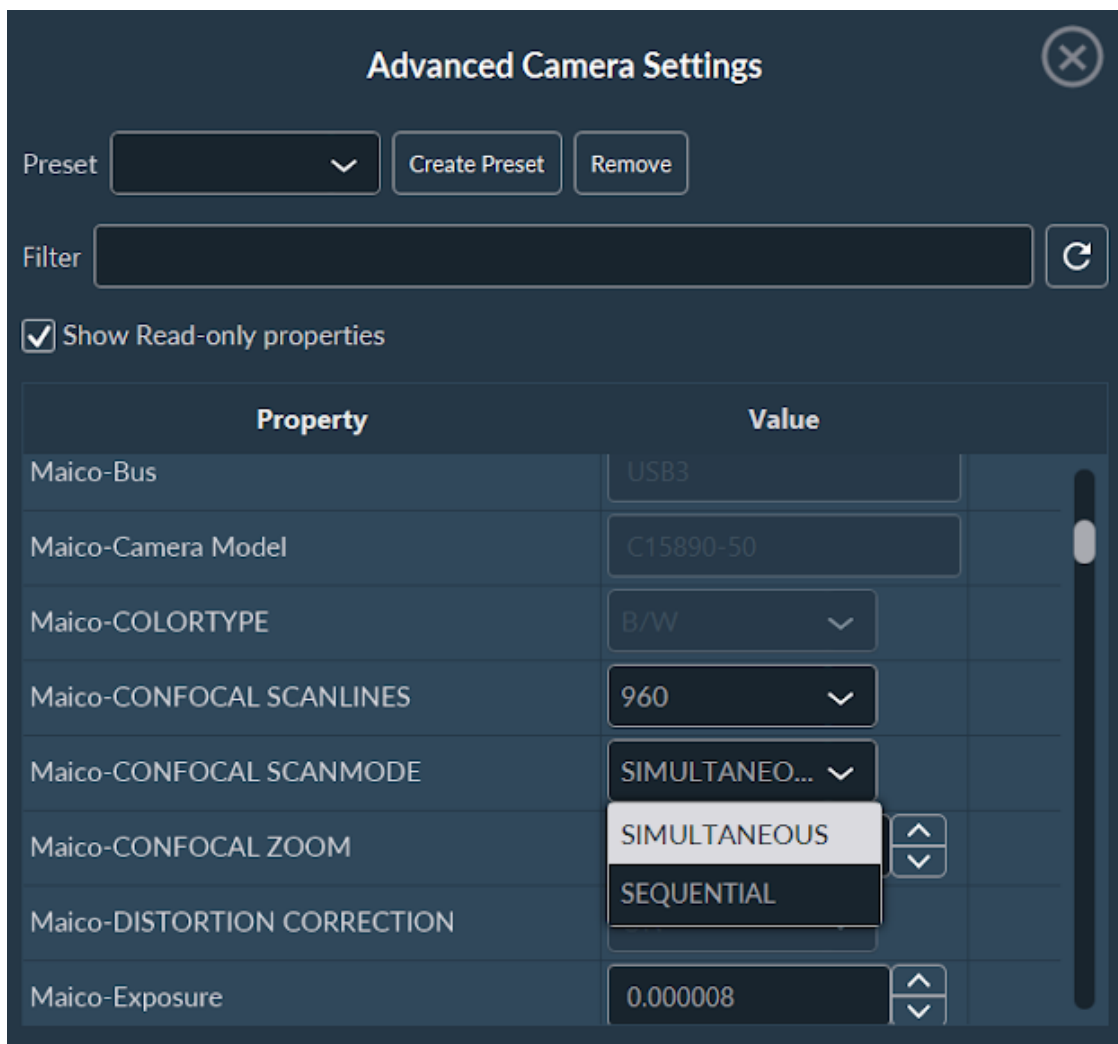 Advanced Camera Settings
Preset
Create Preset
Remove
Filter
Show Read-only properties
Property Value
Maico-Bus USB3
Maico-Camera Model C15890-50
Maico-COLORTYPE B/W
Maico-CONFOCAL SCANLINES 960
Maico-CONFOCAL SCANMODE SIMULTANEO...
SIMULTANEOUS
Maico-CONFOCAL ZOOM
SEQUENTIAL
Maico-DISTORTION CORRECTION
Maico-Exposure 0.000008